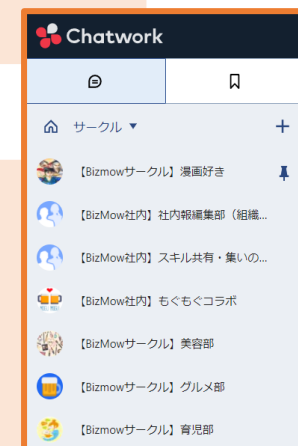 Chatwork
サークル ▼
【Bizmowサークル】漫画好き
【BizMow社内】社内報編集部（組織...
【BizMow社内】スキル共有・集いの...
【BizMow社内】もぐもぐコラボ
【BizMowサークル】美容部
【Bizmowサークル】グルメ部
【Bizmowサークル】育児部